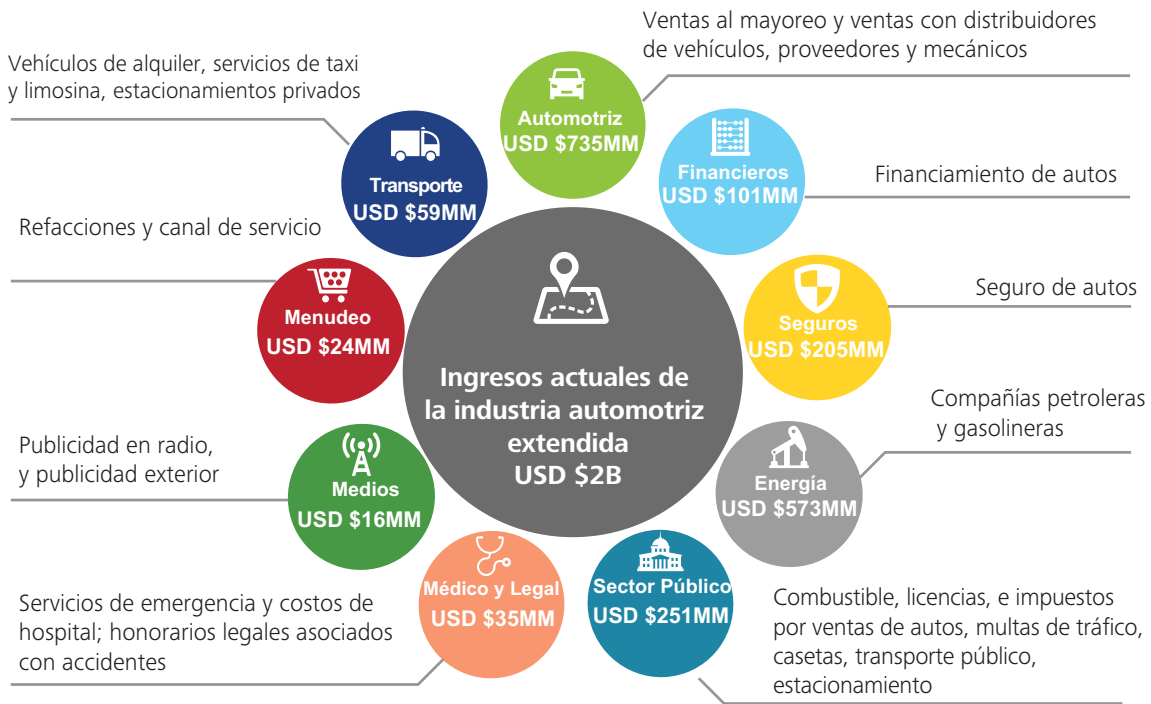 Ventas al mayoreo y ventas con distribuidores
de vehículos, proveedores y mecánicos
Vehículos de alquiler, servicios de taxi
y limosina, estacionamientos privados
Automotriz
USD $735MM
Transporte
USD $59MM
Financieros
USD $101MM
Financiamiento de autos
Refacciones y canal de servicio
Menudeo
USD $24MM
Seguros
USD $205MM
Seguro de autos
Ingresos actuales de
la industria automotriz
extendida
USD $2B
Compañías petroleras
y gasolineras
Publicidad en radio,
y publicidad exterior
Medios
USD $16MM
Energía
USD $573MM
Médico y Legal
USD $35MM
Sector Público
USD $251MM
Servicios de emergencia y costos de
hospital; honorarios legales asociados
con accidentes
Combustible, licencias, e impuestos
por ventas de autos, multas de tráfico,
casetas, transporte público,
estacionamiento